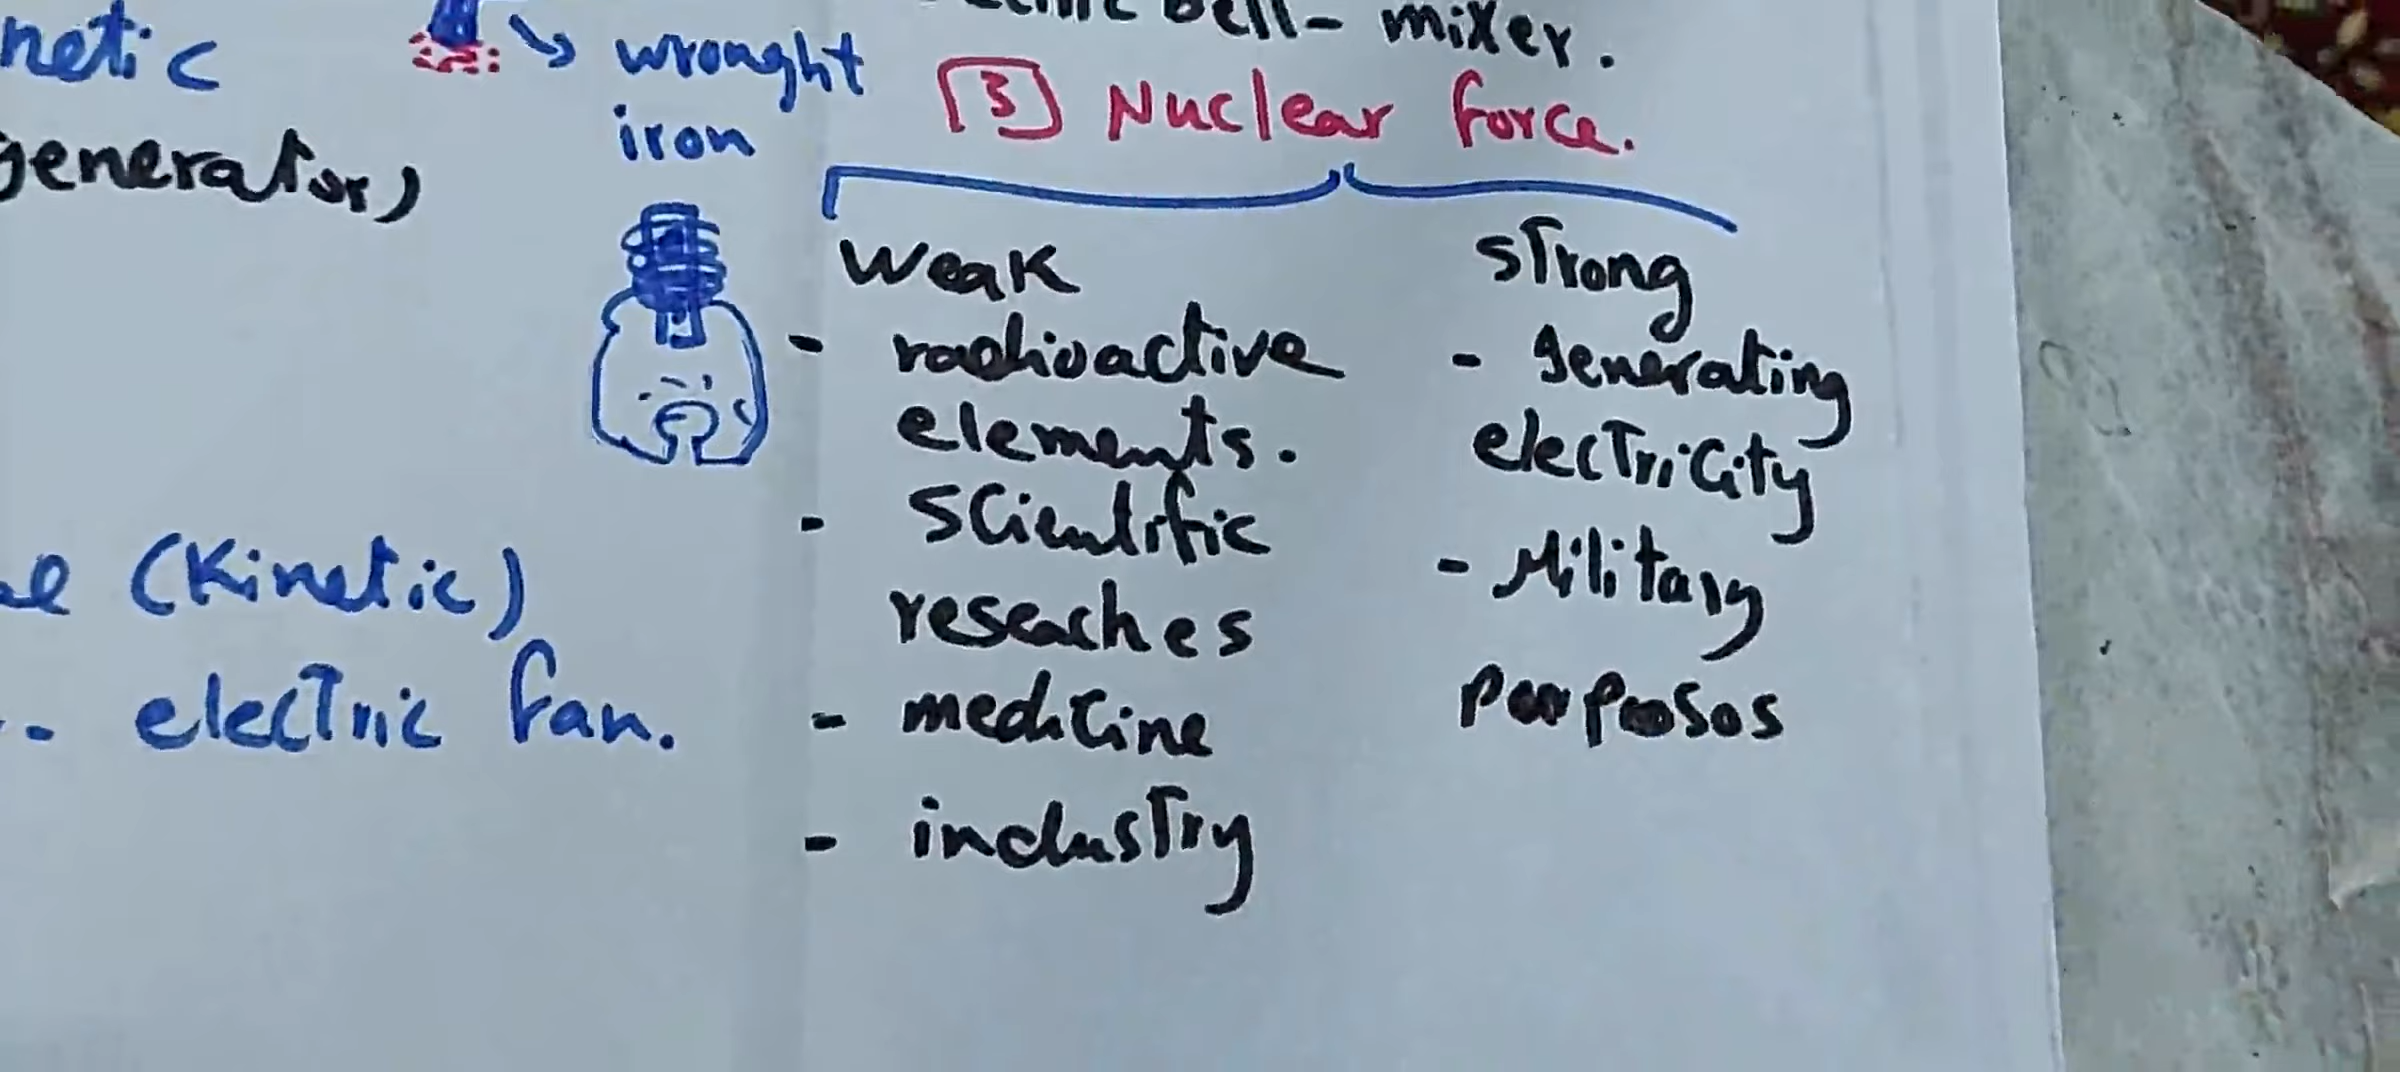 netic
generator)
wrought
iron
(Kinetic)
-- electric fan.
bell - mixer.
[3] Nuclear force.
Weak
- radioactive
elements.
- Scientific
reseaches
- medicine
- industry
strong
- generating
electricity
- Military